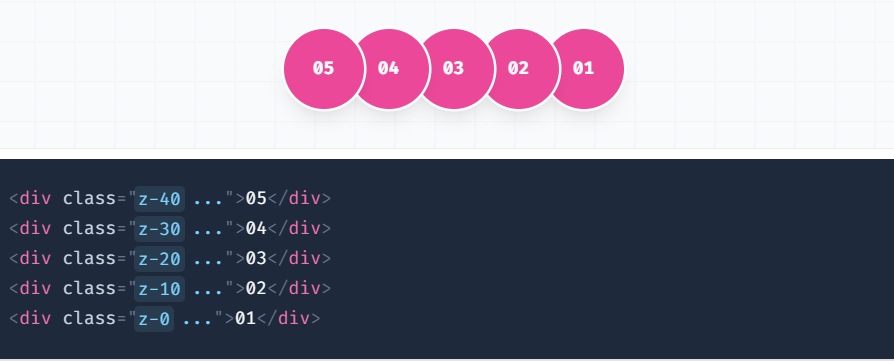 05 04 03 02 01
<div class="z-40 ...">05</div>
<div class="z-30 ...">04</div>
<div class="z-20 ...">03</div>
<div class="z-10 ...">02</div>
<div class="z-0 ...">01</div>